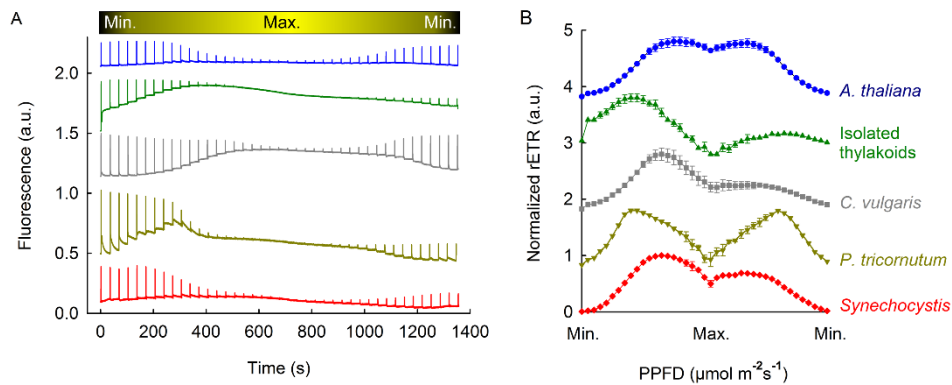 A
Min. Max. Min.
2.0
1.5
1.0
0.5
0.0
Fluorescence (a.u.)
0 200 400 600 800 1000 1200 1400
Time (s)
B
5
4
3
2
1
0
Normalized rETR (a.u.)
A. thaliana
Isolated
thylakoids
C. vulgaris
P. tricornutum
Synechocystis
Min. Max. Min.
PPFD (μmol m⁻²s⁻¹)